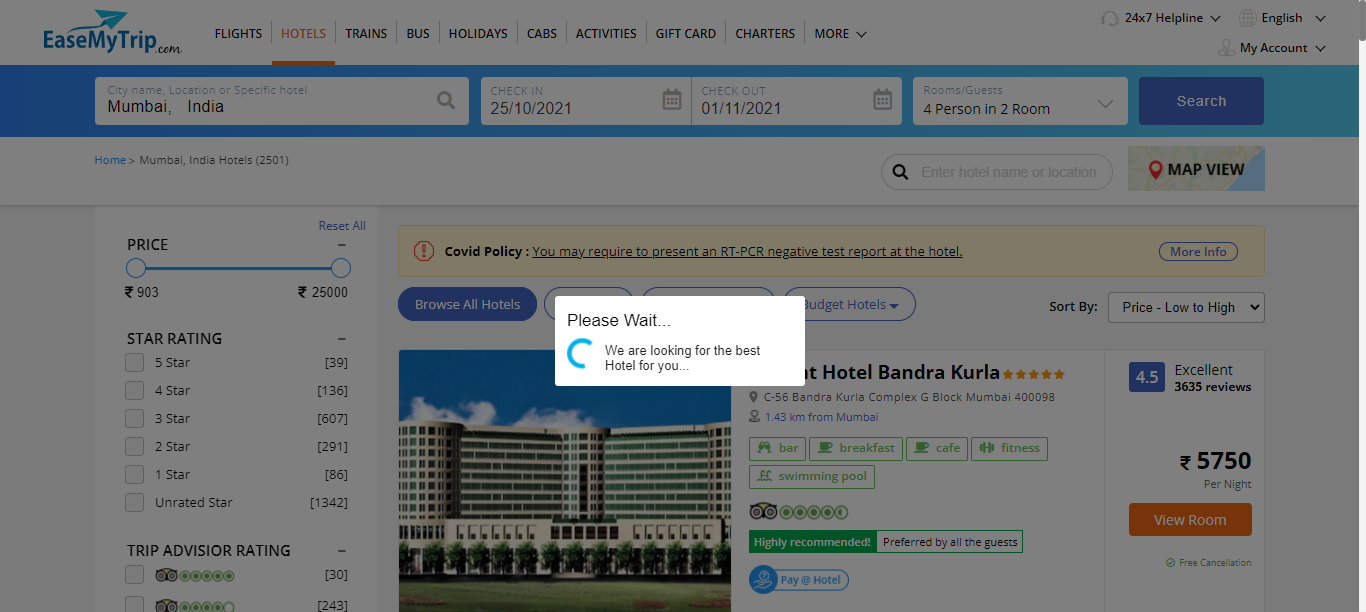 EaseMyTrip.com
FLIGHTS HOTELS TRAINS BUS HOLIDAYS CABS ACTIVITIES GIFT CARD CHARTERS MORE
24x7 Helpline English
My Account
City name, Location or Specific hotel
Mumbai, India
CHECK IN
25/10/2021
CHECK OUT
01/11/2021
Rooms/Guests
4 Person in 2 Room
Search
Home > Mumbai, India Hotels (2501)
Enter hotel name or location
MAP VIEW
Reset All
PRICE –
₹ 903 ₹ 25000
STAR RATING –
5 Star [39]
4 Star [136]
3 Star [607]
2 Star [291]
1 Star [86]
Unrated Star [1342]
TRIP ADVISIOR RATING –
[30]
[243]
Covid Policy : You may require to present an RT-PCR negative test report at the hotel.
More Info
Browse All Hotels
Hotels
Sort By: Price - Low to High
Please Wait...
We are looking for the best
Hotel for you...
Hotel Bandra Kurla
C-56 Bandra Kurla Complex G Block Mumbai 400098
1.43 km from Mumbai
bar breakfast cafe fitness
swimming pool
Highly recommended! Preferred by all the guests
Pay @ Hotel
4.5 Excellent
3635 reviews
₹ 5750
Per Night
View Room
Free Cancellation